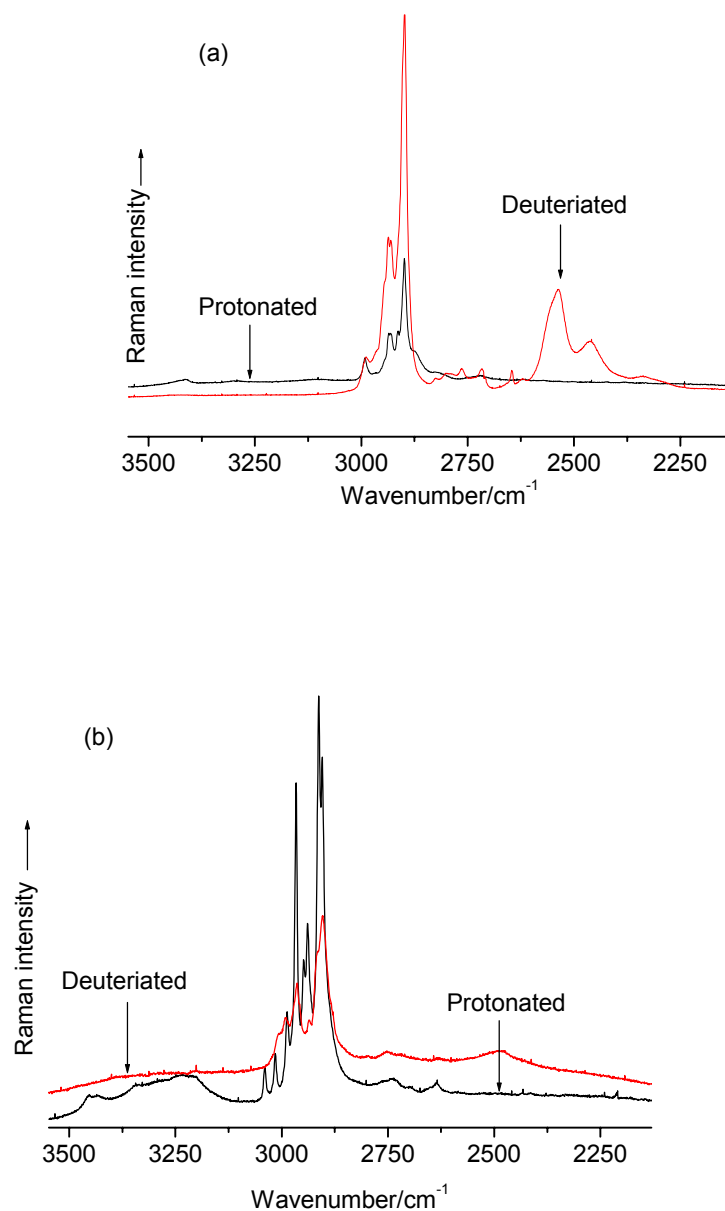 (a)
Raman intensity
Deuteriated
Protonated
3500 3250 3000 2750 2500 2250
Wavenumber/cm⁻¹
(b)
Raman intensity
Deuteriated
Protonated
3500 3250 3000 2750 2500 2250
Wavenumber/cm⁻¹